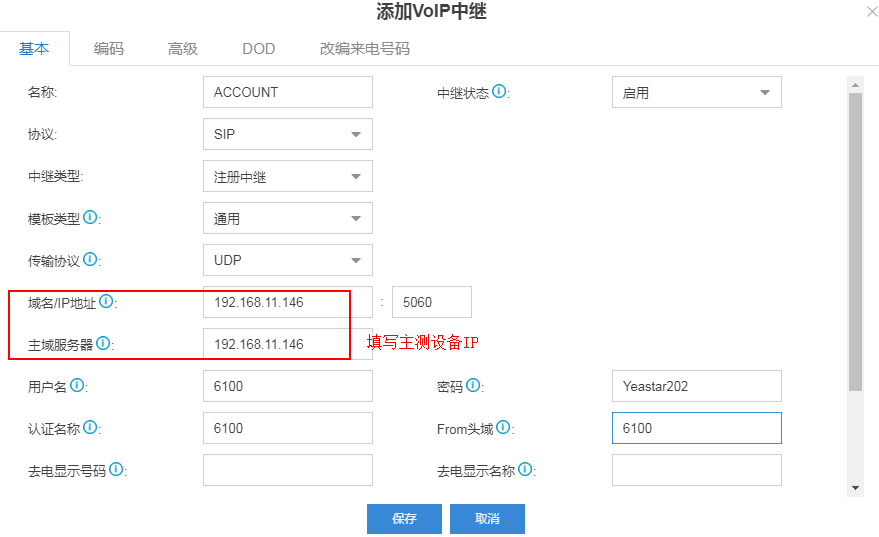 添加VoIP中继
基本 编码 高级 DOD 改编来电号码
名称: ACCOUNT 中继状态: 启用
协议: SIP
中继类型: 注册中继
模板类型: 通用
传输协议: UDP
域名/IP地址: 192.168.11.146 : 5060
主域服务器: 192.168.11.146 填写主测设备IP
用户名: 6100 密码: Yeastar202
认证名称: 6100 From头域: 6100
去电显示号码: 去电显示名称:
保存 取消